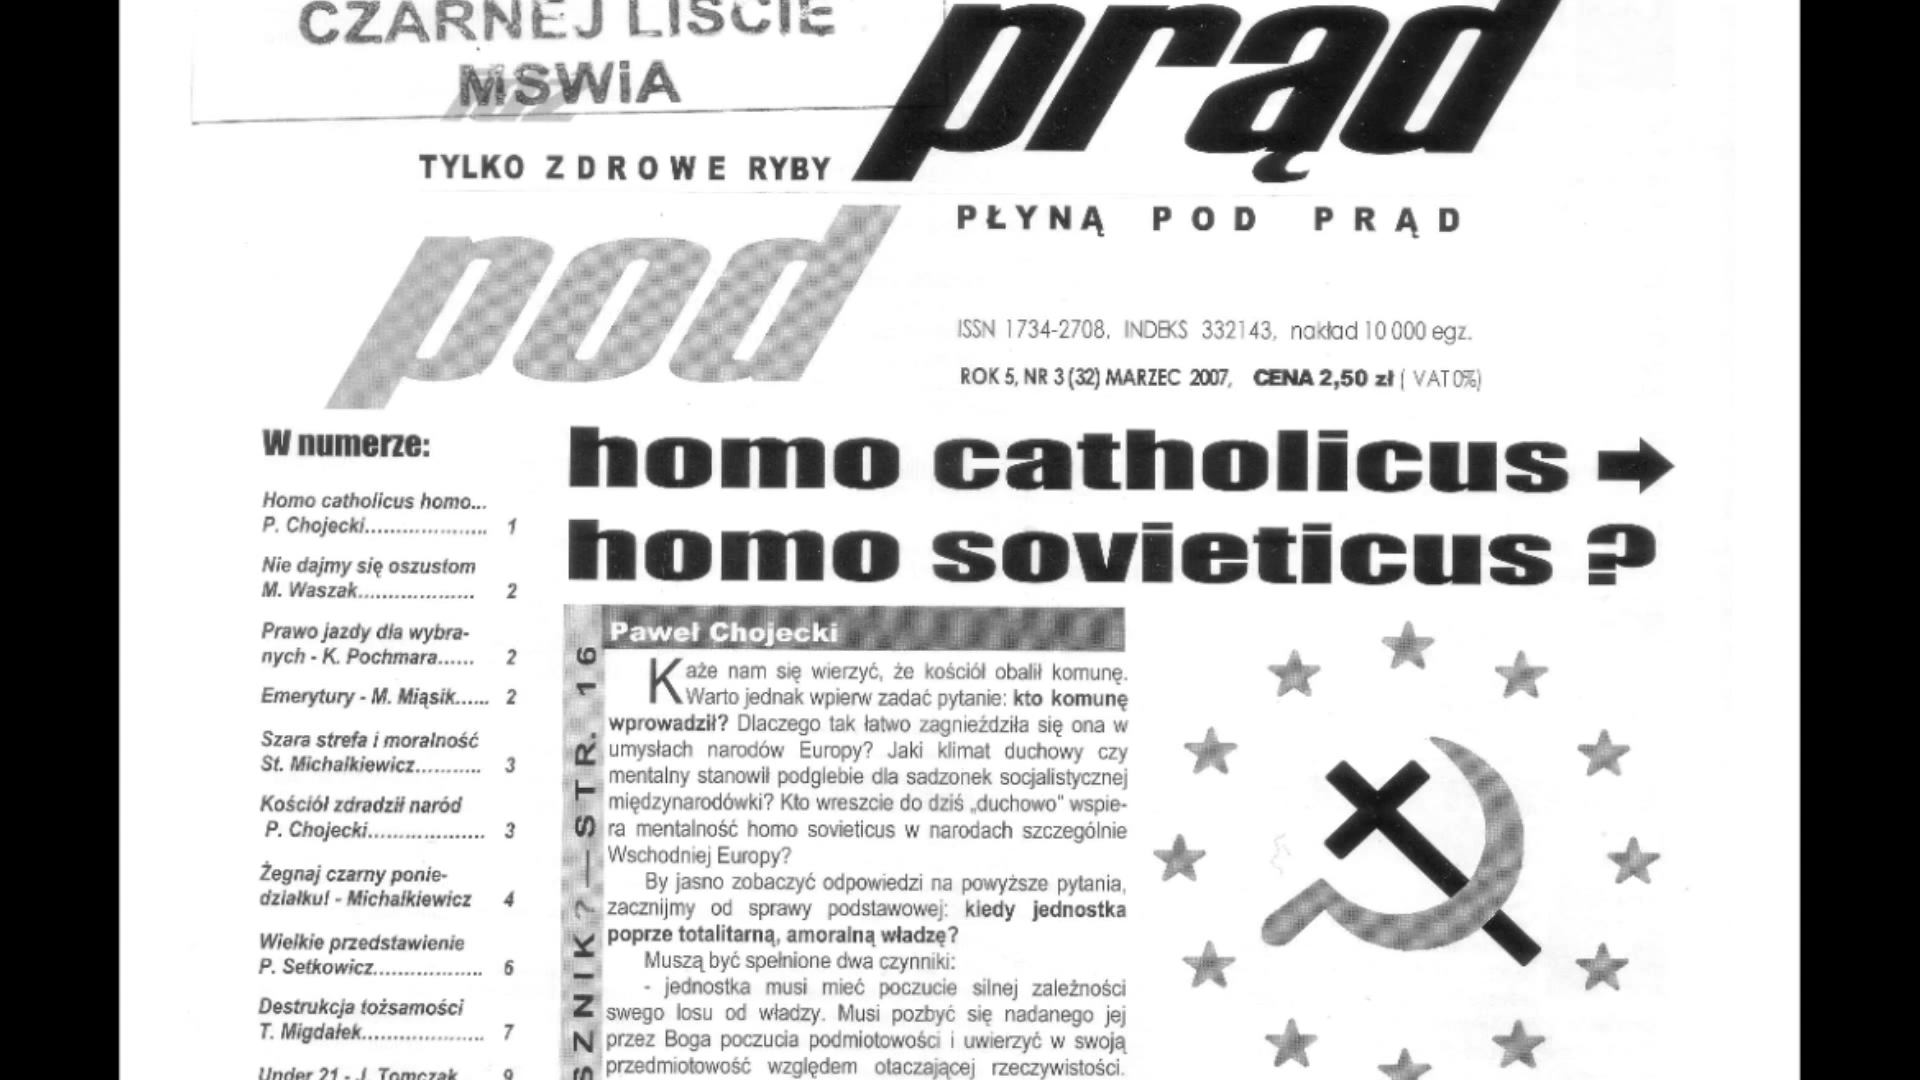 CZARNEJ LIŚCIE
MSWiA
prąd
TYLKO ZDROWE RYBY
PŁYNĄ POD PRĄD
pod
ISSN 1734-2708, INDEKS 332143, nakład 10 000 egz.
ROK 5, NR 3 (32) MARZEC 2007, CENA 2,50 zł ( VAT 0%)
W numerze:
Homo catholicus homo...
P. Chojecki.................... 1
Nie dajmy się oszustom
M. Waszak................... 2
Prawo jazdy dla wybra-
nych - K. Pochmara...... 2
Emerytury - M. Miąsik...... 2
Szara strefa i moralność
St. Michalkiewicz........... 3
Kościół zdradził naród
P. Chojecki................... 3
Żegnaj czarny ponie-
działku! - Michalkiewicz 4
Wielkie przedstawienie
P. Setkowicz.................. 6
Destrukcja tożsamości
T. Migdałek.................... 7
Under 21 - J. Tomczak 9
homo catholicus →
homo sovieticus ?
SZNIK? — STR. 16
Paweł Chojecki
Każe nam się wierzyć, że kościół obalił komunę.
Warto jednak wpierw zadać pytanie: kto komunę
wprowadził? Dlaczego tak łatwo zagnieździła się ona w
umysłach narodów Europy? Jaki klimat duchowy czy
mentalny stanowił podglebie dla sadzonek socjalistycznej
międzynarodówki? Kto wreszcie do dziś „duchowo” wspie-
ra mentalność homo sovieticus w narodach szczególnie
Wschodniej Europy?
By jasno zobaczyć odpowiedzi na powyższe pytania,
zacznijmy od sprawy podstawowej: kiedy jednostka
poprze totalitarną, amoralną władzę?
Muszą być spełnione dwa czynniki:
- jednostka musi mieć poczucie silnej zależności
swego losu od władzy. Musi pozbyć się nadanego jej
przez Boga poczucia podmiotowości i uwierzyć w swoją
przedmiotowość względem otaczającej rzeczywistości.